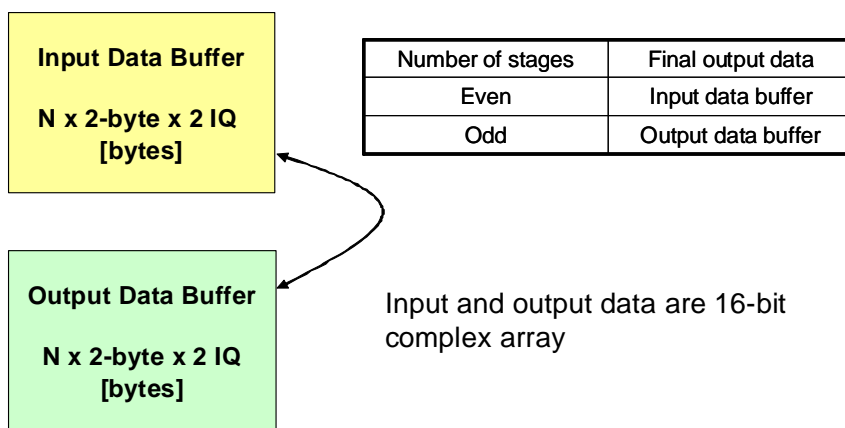 Input Data Buffer
N x 2-byte x 2 IQ
[bytes]
Number of stages Final output data
Even Input data buffer
Odd Output data buffer
Output Data Buffer
N x 2-byte x 2 IQ
[bytes]
Input and output data are 16-bit
complex array